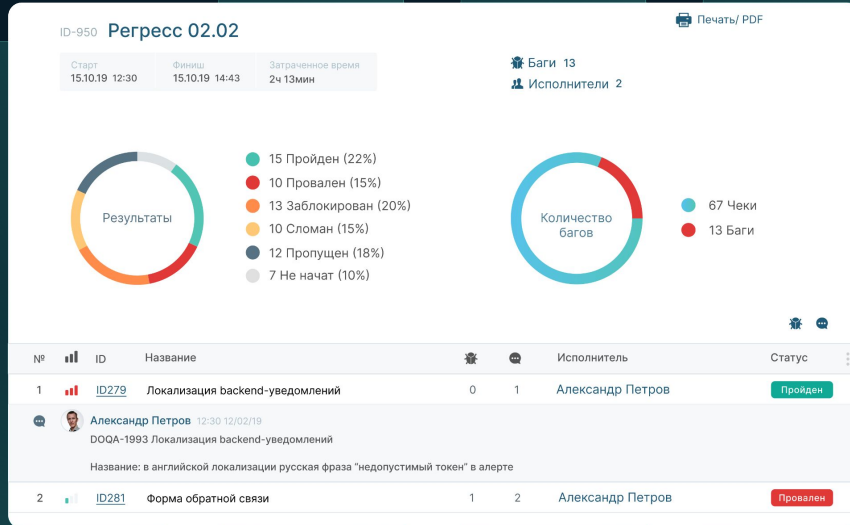 ID-950 Регресс 02.02
Печать/ PDF
Старт Финиш Затраченное время
15.10.19 12:30 15.10.19 14:43 2ч 13мин
Баги 13
Исполнители 2
Результаты
15 Пройден (22%)
10 Провален (15%)
13 Заблокирован (20%)
10 Сломан (15%)
12 Пропущен (18%)
7 Не начат (10%)
Количество
багов
67 Чеки
13 Баги
№ ID Название Исполнитель Статус
1 ID279 Локализация backend-уведомлений 0 1 Александр Петров Пройден
Александр Петров 12:30 12/02/19
DOQA-1993 Локализация backend-уведомлений
Название: в английской локализации русская фраза “недопустимый токен” в алерте
2 ID281 Форма обратной связи 1 2 Александр Петров Провален